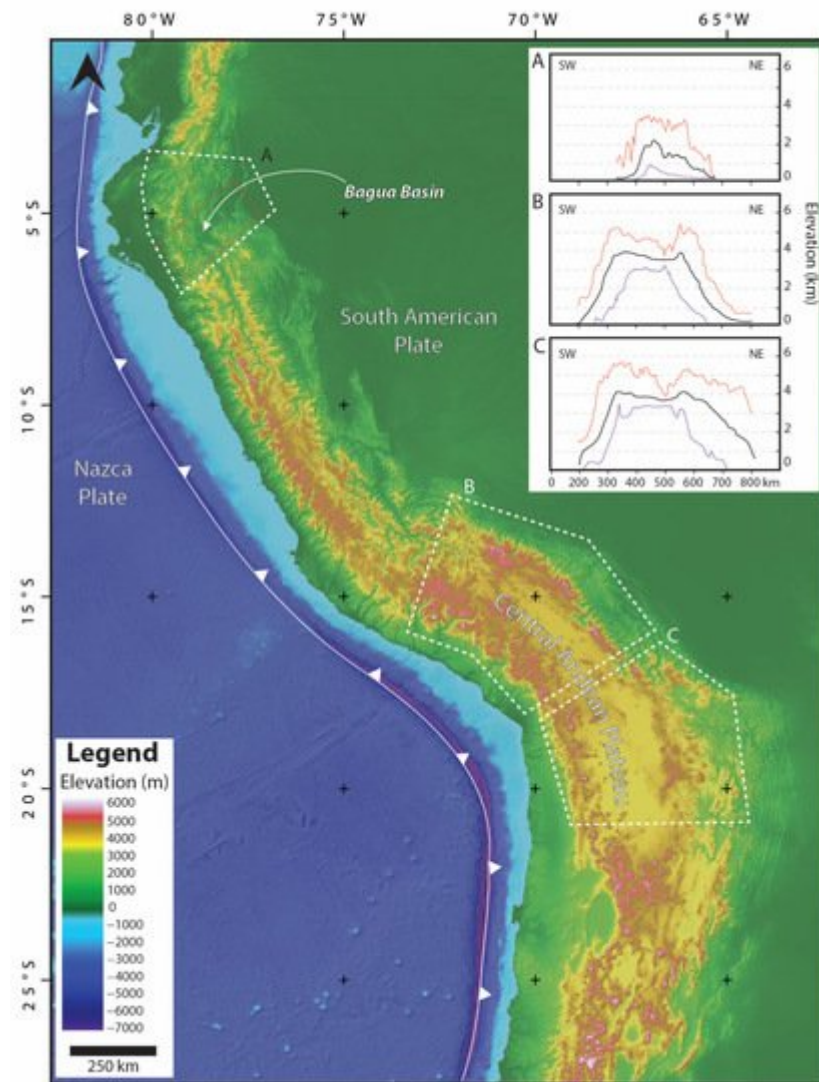 80°W
75°W
70°W
65°W
5°S
10°S
15°S
20°S
25°S
A
Bagua Basin
South American
Plate
Nazca
Plate
B
C
Central Andean Plateau
A
SW
NE
6
4
2
0
B
SW
NE
6
4
2
0
C
SW
NE
6
4
2
0
Elevation (km)
0 200 300 400 500 600 700 800 km
Legend
Elevation (m)
6000
5000
4000
3000
2000
1000
0
−1000
−2000
−3000
−4000
−5000
−6000
−7000
250 km